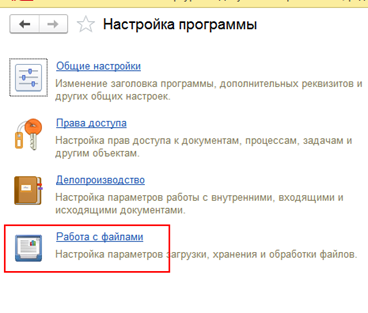 Настройка программы
Общие настройки
Изменение заголовка программы, дополнительных реквизитов и
других общих настроек.
Права доступа
Настройка прав доступа к документам, процессам, задачам и
другим объектам.
Делопроизводство
Настройка параметров работы с внутренними, входящими и
исходящими документами.
Работа с файлами
Настройка параметров загрузки, хранения и обработки файлов.